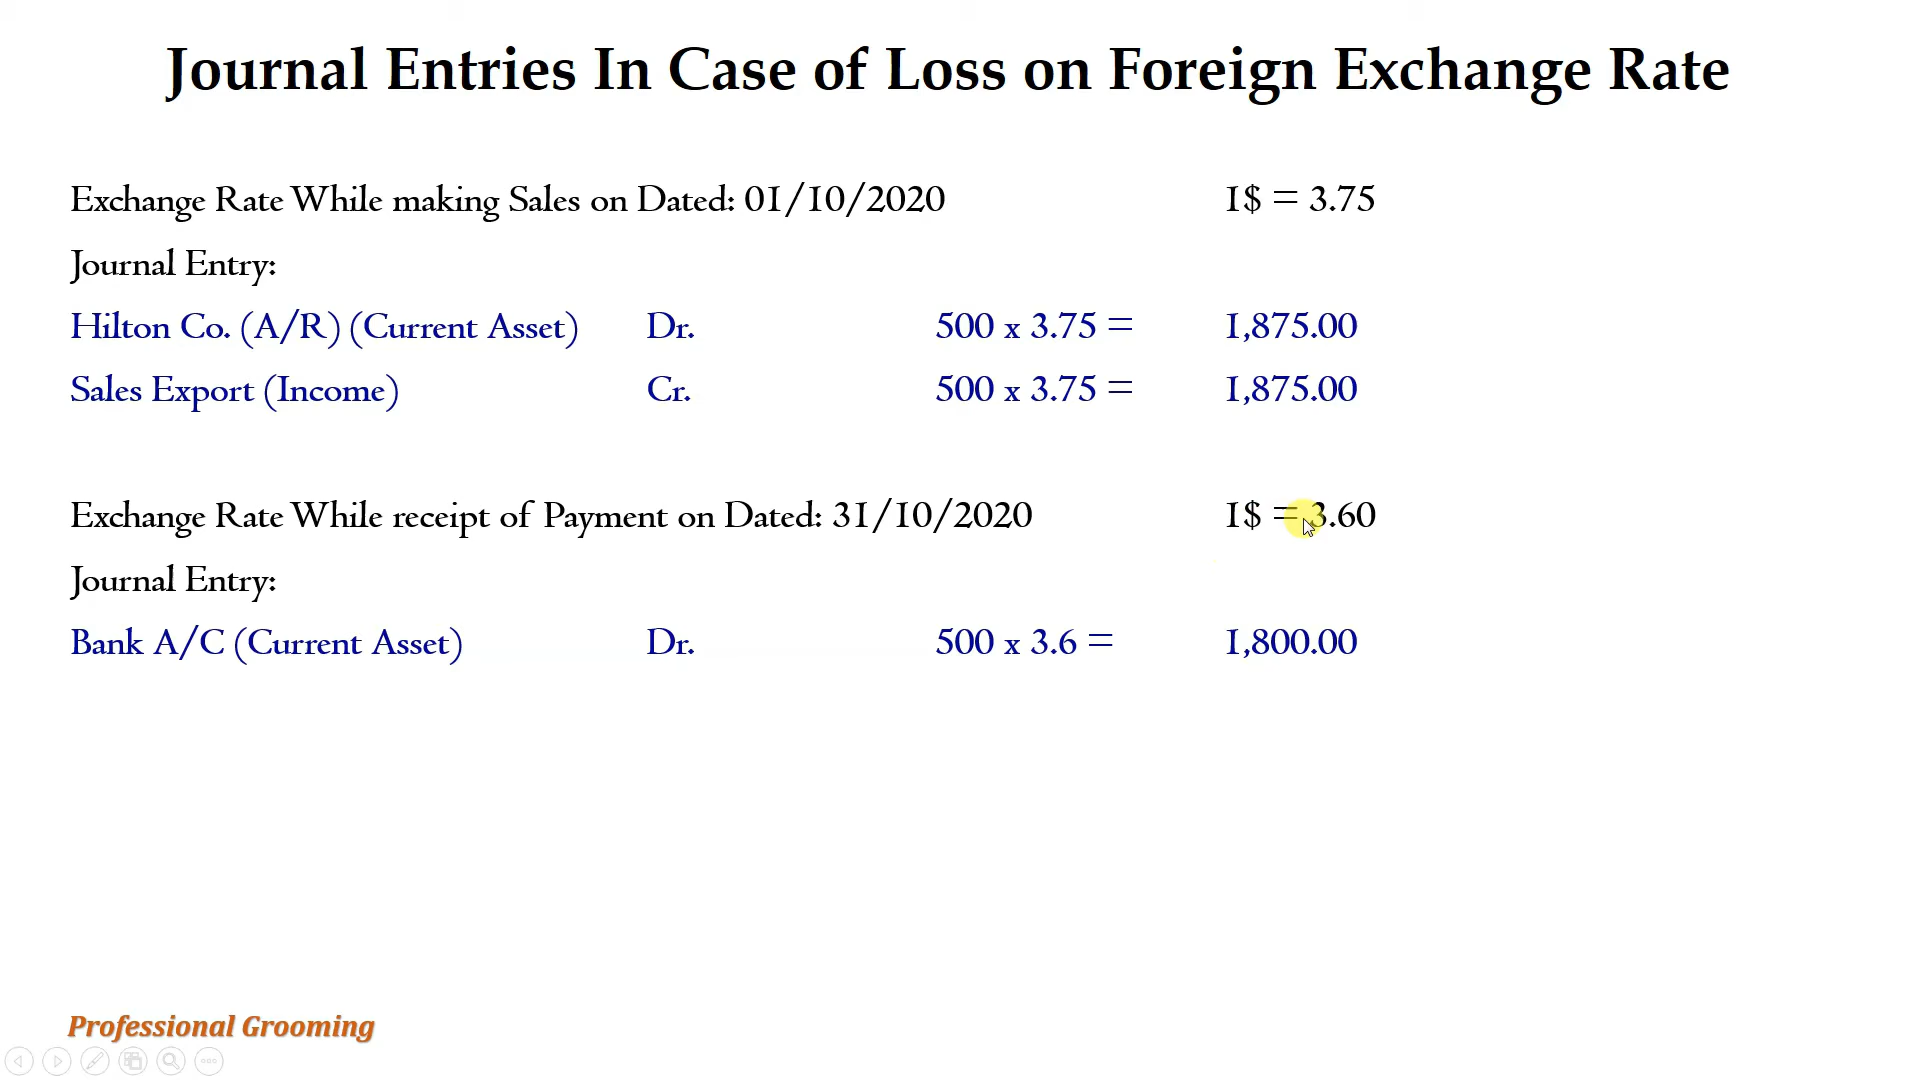 Journal Entries In Case of Loss on Foreign Exchange Rate
Exchange Rate While making Sales on Dated: 01/10/2020 1$ = 3.75
Journal Entry:
Hilton Co. (A/R) (Current Asset) Dr. 500 x 3.75 = 1,875.00
Sales Export (Income) Cr. 500 x 3.75 = 1,875.00
Exchange Rate While receipt of Payment on Dated: 31/10/2020 1$ = 3.60
Journal Entry:
Bank A/C (Current Asset) Dr. 500 x 3.6 = 1,800.00
Professional Grooming